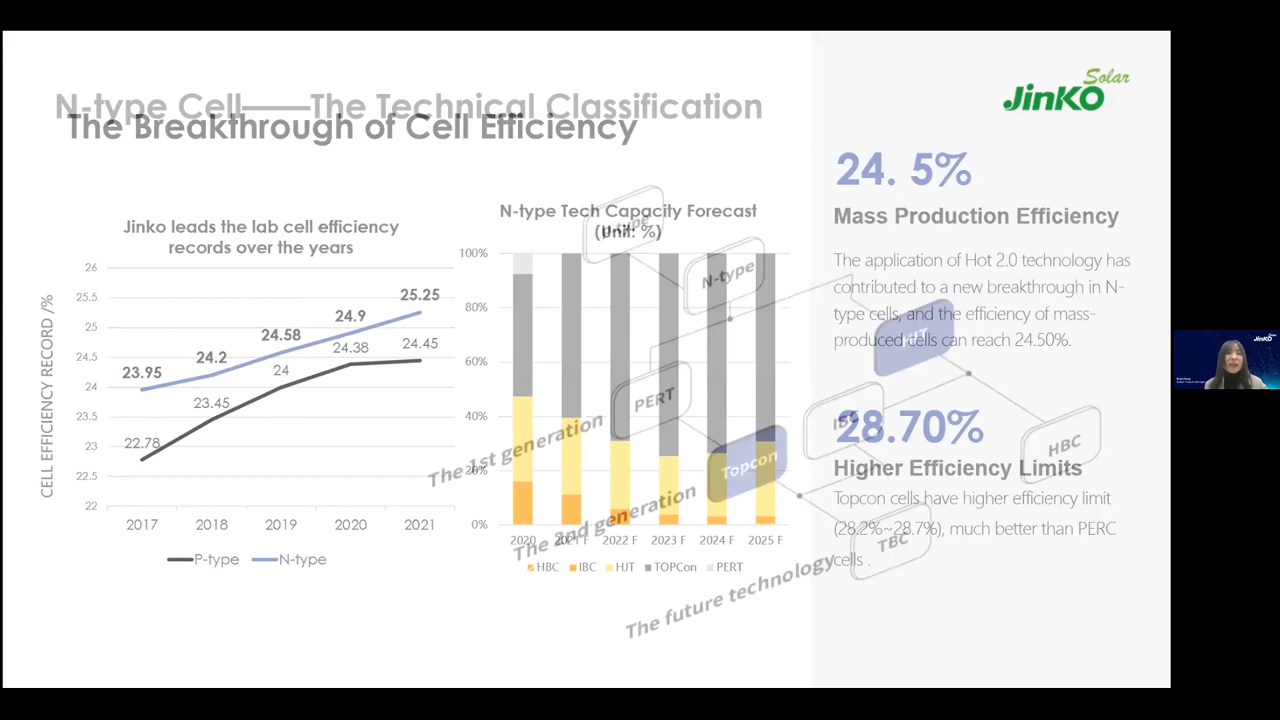 N-type Cell——The Technical Classification
The Breakthrough of Cell Efficiency
Solar
JinKO
24. 5%
Mass Production Efficiency
The application of Hot 2.0 technology has
contributed to a new breakthrough in N-
type cells, and the efficiency of mass-
produced cells can reach 24.50%.
28.70%
Higher Efficiency Limits
Topcon cells have higher efficiency limit
(28.2%~28.7%), much better than PERC
cells .
Jinko leads the lab cell efficiency
records over the years
CELL EFFICIENCY RECORD /%
26
25.5
25
24.5
24
23.5
23
22.5
22
23.95
24.2
24.58
24.9
25.25
22.78
23.45
24
24.38
24.45
2017 2018 2019 2020 2021
P-type N-type
N-type Tech Capacity Forecast
(Unit: %)
100%
80%
60%
40%
20%
0%
2020 2021 F 2022 F 2023 F 2024 F 2025 F
HBC IBC HJT TOPCon PERT
N-type
PERT
HJT
IBC
HBC
Topcon
TBC
The 1st generation
The 2nd generation
The future technology
JinKO